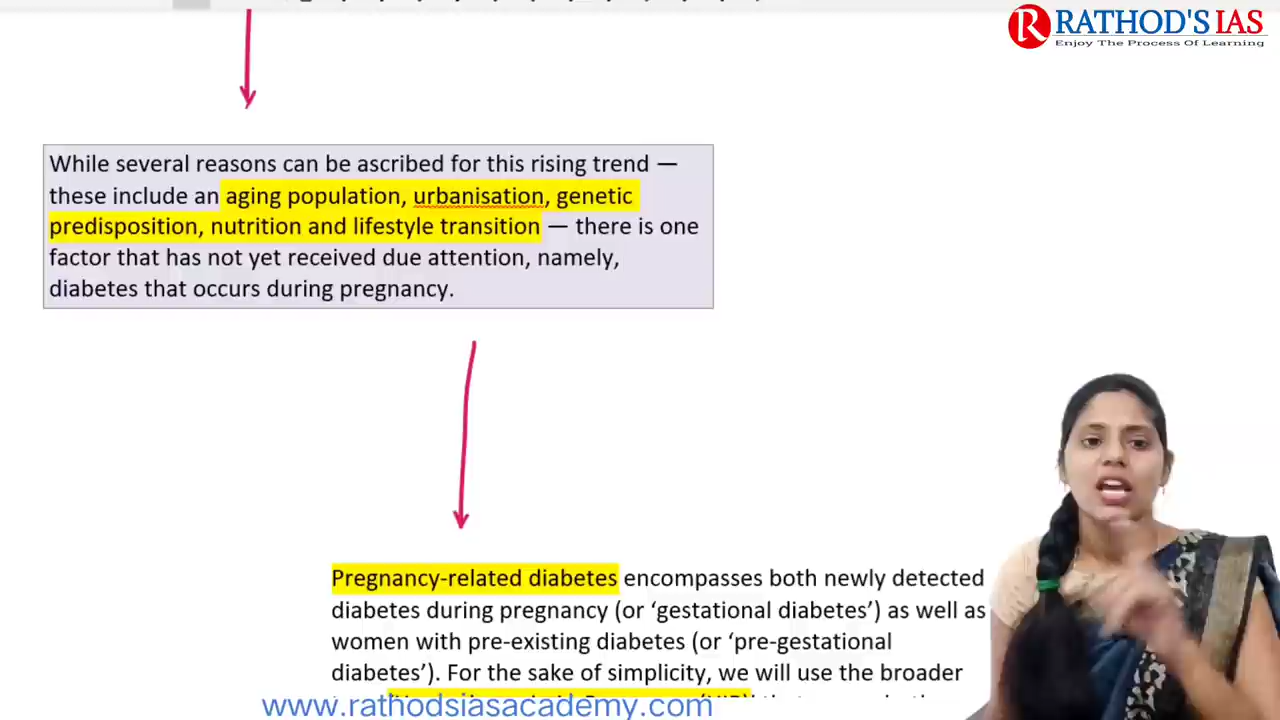 RATHOD'S IAS
Enjoy The Process Of Learning
While several reasons can be ascribed for this rising trend —
these include an aging population, urbanisation, genetic
predisposition, nutrition and lifestyle transition — there is one
factor that has not yet received due attention, namely,
diabetes that occurs during pregnancy.
Pregnancy-related diabetes encompasses both newly detected
diabetes during pregnancy (or ‘gestational diabetes’) as well as
women with pre-existing diabetes (or ‘pre-gestational
diabetes’). For the sake of simplicity, we will use the broader
www.rathodsiasacademy.com